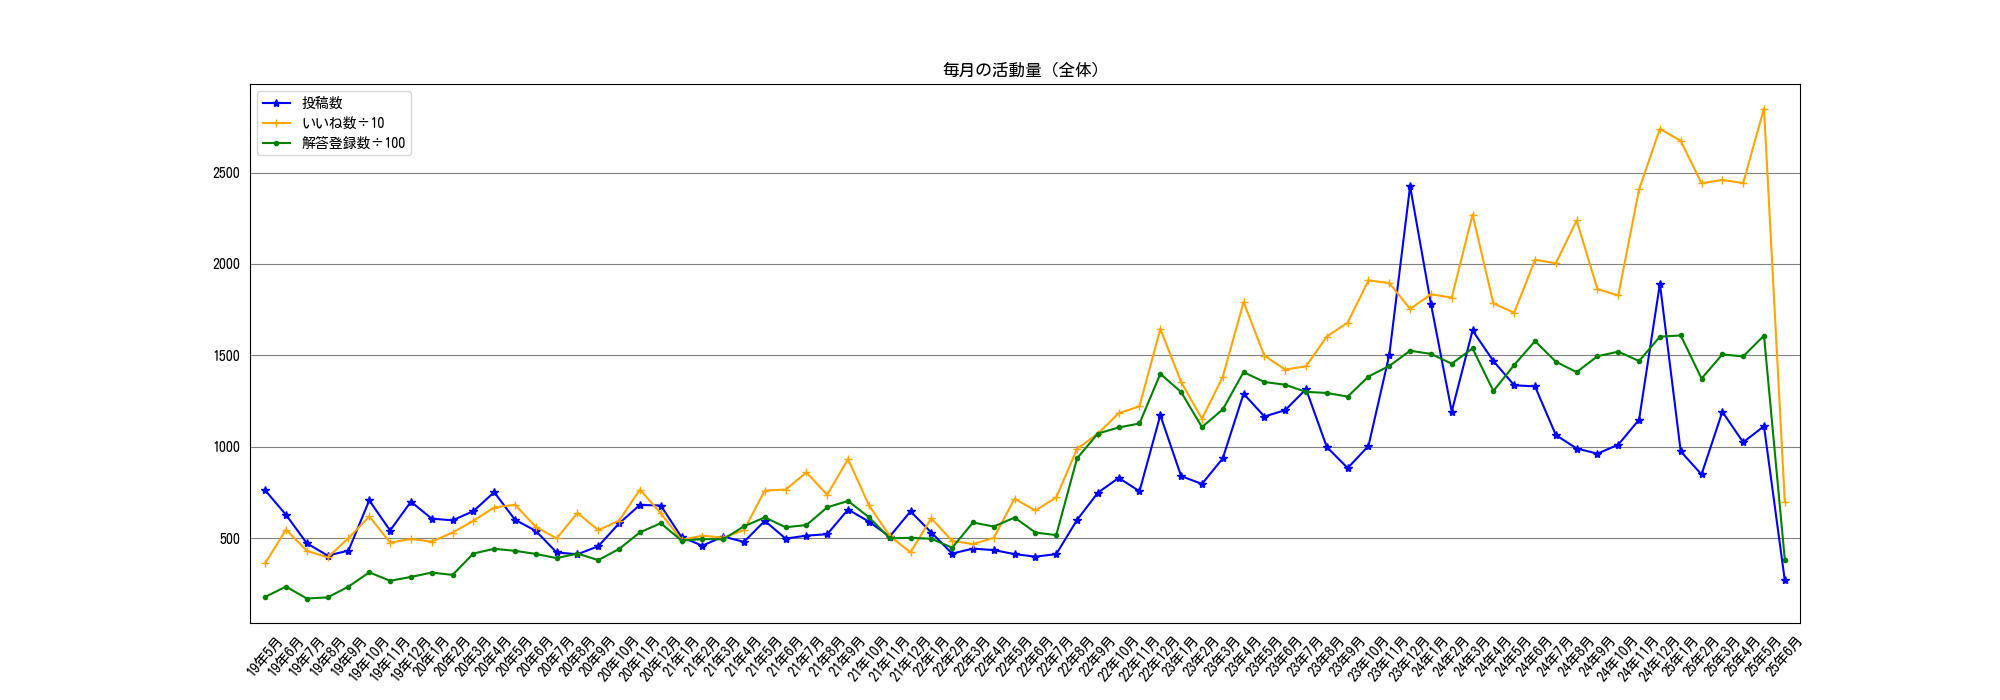 毎月の活動量（全体）
投稿数
いいね数÷10
解答登録数÷100
2500
2000
1500
1000
500
19年5月
19年6月
19年7月
19年8月
19年9月
19年10月
19年11月
19年12月
20年1月
20年2月
20年3月
20年4月
20年5月
20年6月
20年7月
20年8月
20年9月
20年10月
20年11月
20年12月
21年1月
21年2月
21年3月
21年4月
21年5月
21年6月
21年7月
21年8月
21年9月
21年10月
21年11月
21年12月
22年1月
22年2月
22年3月
22年4月
22年5月
22年6月
22年7月
22年8月
22年9月
22年10月
22年11月
22年12月
23年1月
23年2月
23年3月
23年4月
23年5月
23年6月
23年7月
23年8月
23年9月
23年10月
23年11月
23年12月
24年1月
24年2月
24年3月
24年4月
24年5月
24年6月
24年7月
24年8月
24年9月
24年10月
24年11月
24年12月
25年1月
25年2月
25年3月
25年4月
25年5月
25年6月